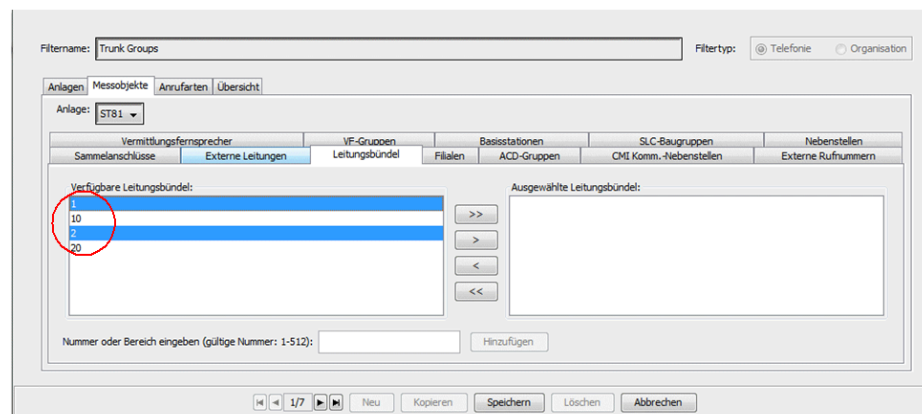 Filtername: Trunk Groups Filtertyp: Telefonie Organisation
Anlagen Messobjekte Anrufarten Übersicht
Anlage: ST81
Vermittlungsfernsprecher VF-Gruppen Basisstationen SLC-Baugruppen Nebenstellen
Sammelanschlüsse Externe Leitungen Leitungsbündel Filialen ACD-Gruppen CMI Komm.-Nebenstellen Externe Rufnummern
Verfügbare Leitungsbündel: Ausgewählte Leitungsbündel:
1
10
2
20
>>
>
<
<<
Nummer oder Bereich eingeben (gültige Nummer: 1-512): Hinzufügen
1/7 Neu Kopieren Speichern Löschen Abbrechen